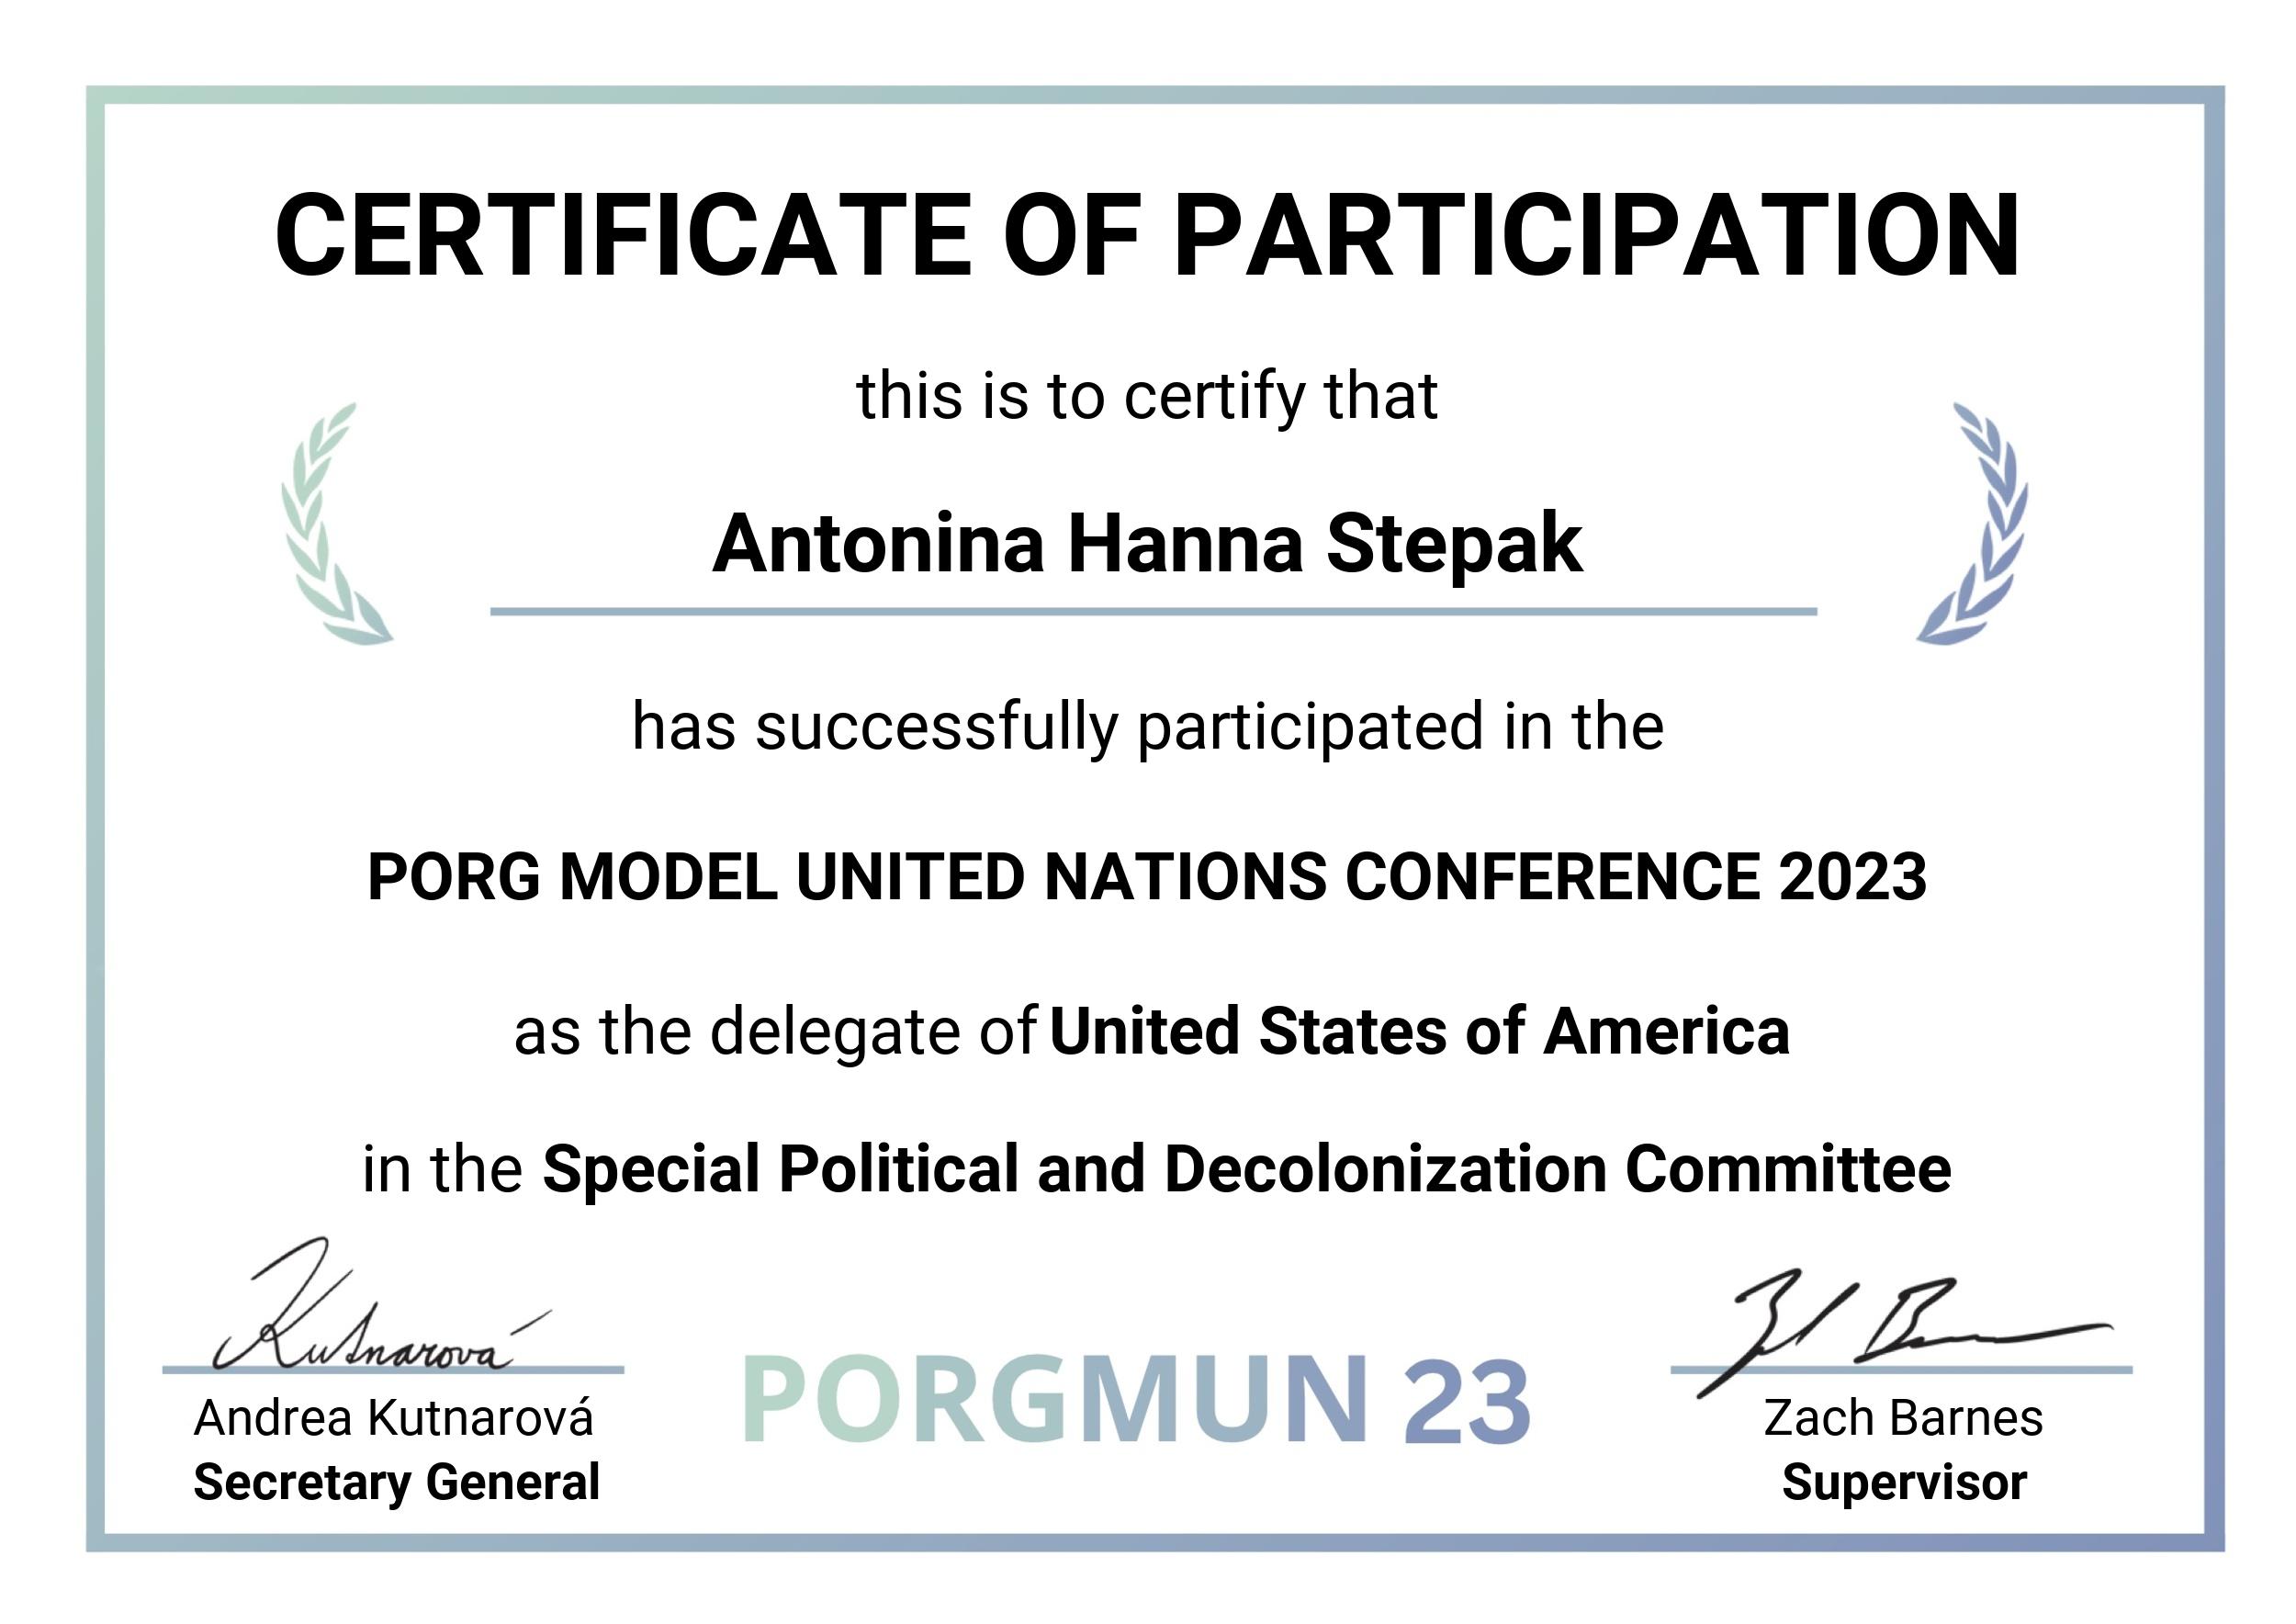 CERTIFICATE OF PARTICIPATION
this is to certify that
Antonina Hanna Stepak
has successfully participated in the
PORG MODEL UNITED NATIONS CONFERENCE 2023
as the delegate of United States of America
in the Special Political and Decolonization Committee
Kutnarová
Andrea Kutnarová
Secretary General
PORGMUN 23
Zach Barnes
Supervisor